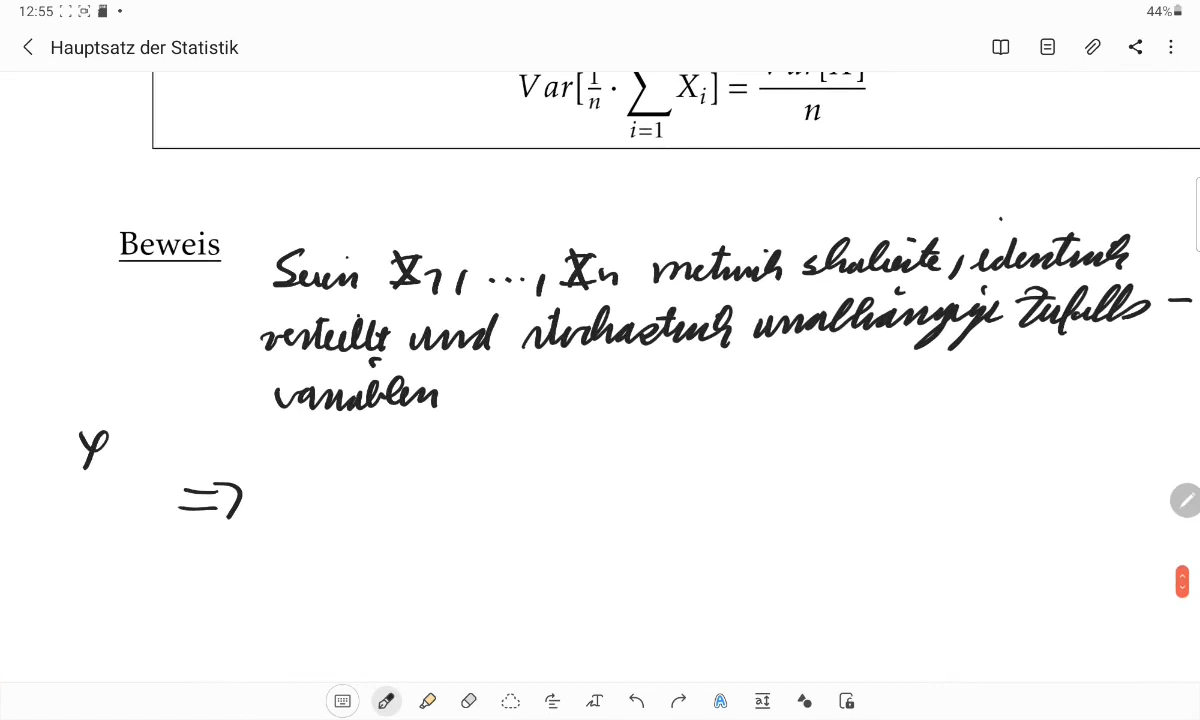 12:55 44%
Hauptsatz der Statistik
Var[1/n · ∑ Xᵢ] = Var[X]/n
i=1
Beweis
Seien X₁, ..., Xₙ metrisch skalierte, identisch
verteilte und stochastisch unabhängige Zufalls-
variablen
φ
=>